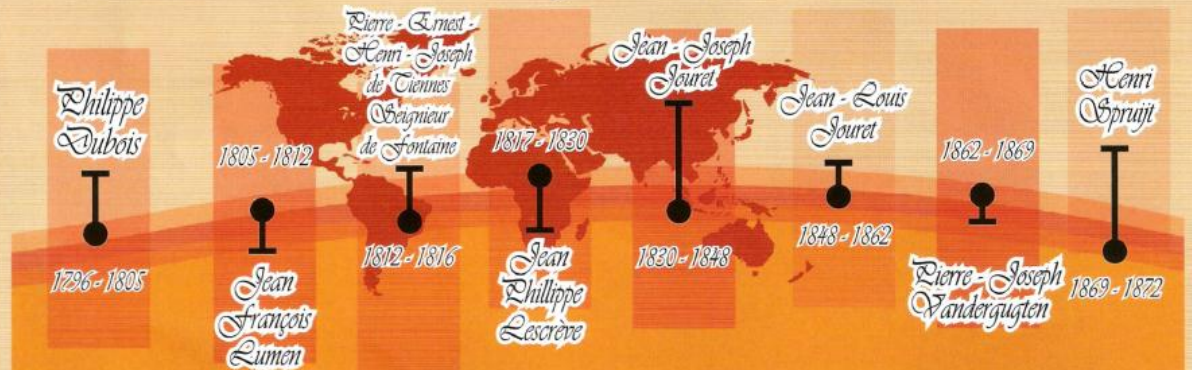 Philippe
Dubois
1796 - 1805
1805 - 1812
Jean
François
Lumen
Pierre - Ernest -
Henri - Joseph
de Tiennes
Seignieur
de Fontaine
1812 - 1816
1817 - 1830
Jean
Phillippe
Lescrève
Jean - Joseph
Jouret
1830 - 1848
Jean - Louis
Jouret
1848 - 1862
1862 - 1869
Pierre - Joseph
Vandergugten
Henri
Spruijt
1869 - 1872